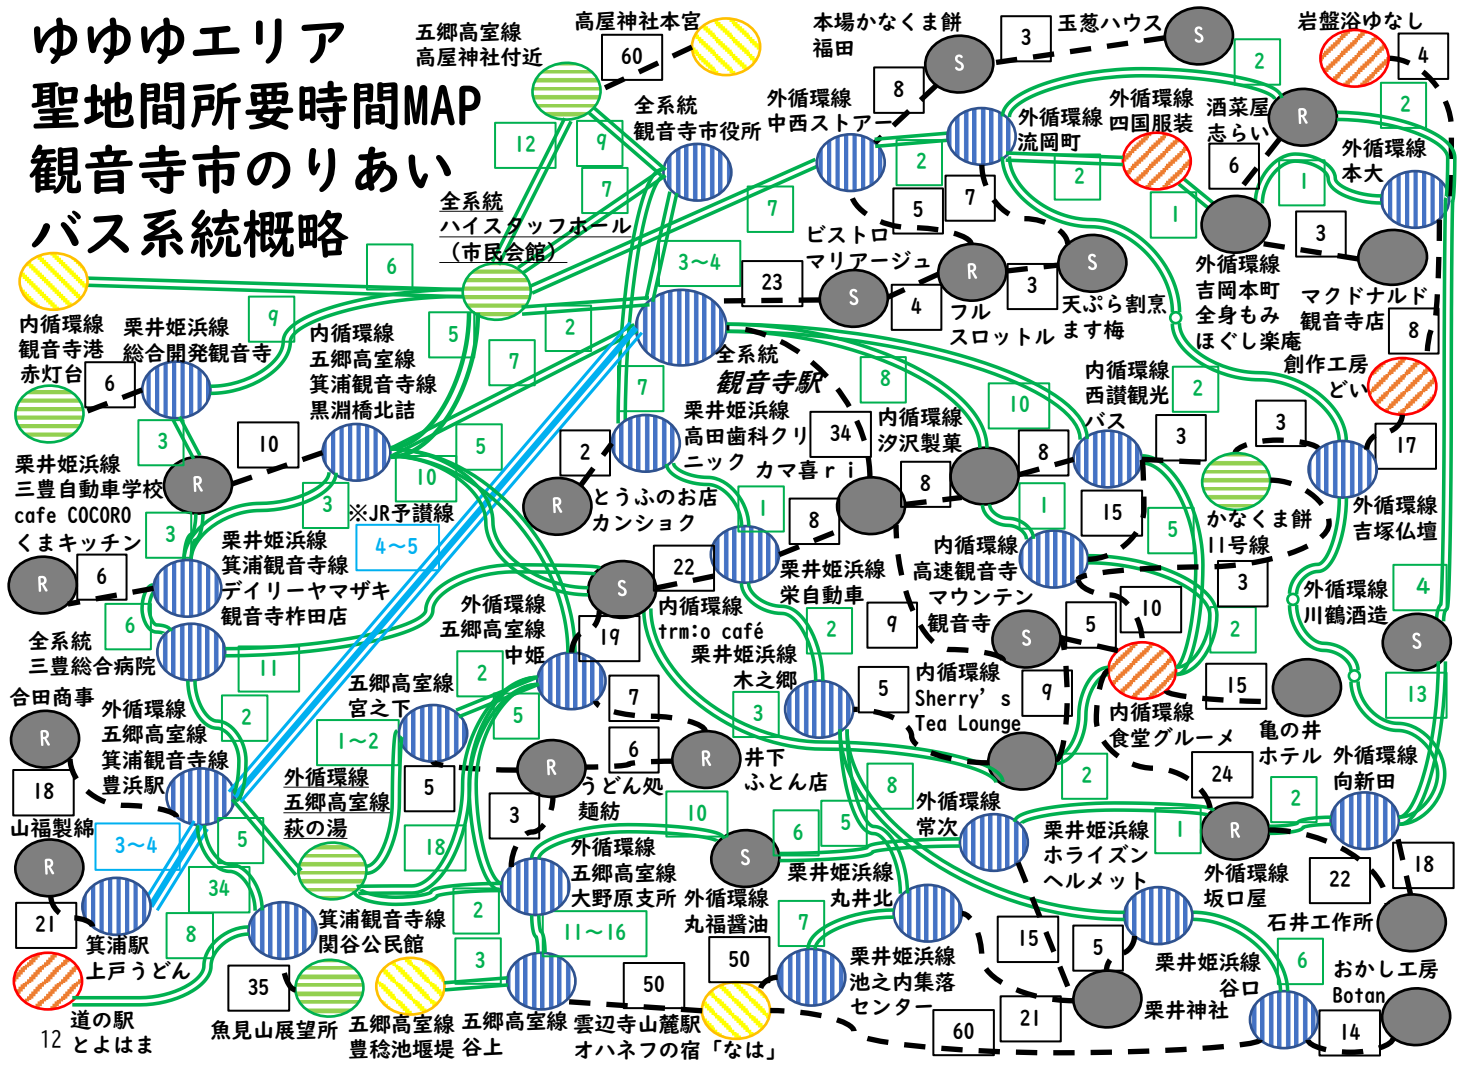 ゆゆゆエリア
聖地間所要時間MAP
観音寺市のりあい
バス系統概略
五郷高室線
高屋神社付近
高屋神社本宮
60
本場かなくま餅
福田
3
玉葱ハウス
S
S
岩盤浴ゆなし
4
2
8
12
9
7
全系統
観音寺市役所
外循環線
中西ストアー
2
外循環線
流岡町
外循環線
四国服装
2
酒菜屋
志らい
R
2
6
外循環線
本大
1
1
全系統
ハイスタッフホール
(市民会館)
7
5
7
ビストロ
マリアージュ
3
6
3~4
23
S
4
R
フル
スロットル
3
S
天ぷら割烹
ます梅
外循環線
吉岡本町
全身もみ
ほぐし楽庵
マクドナルド
観音寺店
8
内循環線
観音寺港
赤灯台
9
栗井姫浜線
総合開発観音寺
6
内循環線
五郷高室線
箕浦観音寺線
黒淵橋北詰
5
7
2
全系統
観音寺駅
8
10
内循環線
西讃観光
バス
2
創作工房
どい
7
栗井姫浜線
高田歯科クリ
ニック
34
内循環線
汐沢製菓
8
3
3
17
3
10
5
10
2
カマ喜ri
8
栗井姫浜線
三豊自動車学校
cafe COCORO
くまキッチン
R
3
※JR予讃線
4~5
R
とうふのお店
カンショク
1
8
1
15
5
かなくま餅
11号線
外循環線
吉塚仏壇
3
R
6
栗井姫浜線
箕浦観音寺線
デイリーヤマザキ
観音寺柞田店
22
S
内循環線
trm:o café
栗井姫浜線
栄自動車
内循環線
高速観音寺
マウンテン
観音寺
3
外循環線
川鶴酒造
4
S
6
全系統
三豊総合病院
11
外循環線
五郷高室線
中姫
19
2
9
S
5
10
2
栗井姫浜線
木之郷
5
内循環線
Sherry's
Tea Lounge
9
15
13
合田商事
R
外循環線
五郷高室線
箕浦観音寺線
豊浜駅
2
五郷高室線
宮之下
2
5
7
3
内循環線
食堂グルーメ
亀の井
ホテル
外循環線
向新田
18
1~2
外循環線
五郷高室線
萩の湯
5
R
うどん処
麺紡
6
R
井下
ふとん店
2
24
2
山福製綿
R
3~4
5
18
3
10
6
5
8
外循環線
常次
栗井姫浜線
ホライズン
ヘルメット
1
R
外循環線
坂口屋
22
18
21
箕浦駅
34
8
箕浦観音寺線
関谷公民館
2
外循環線
五郷高室線
大野原支所
S
外循環線
丸福醤油
栗井姫浜線
丸井北
石井工作所
上戸うどん
11~16
7
15
5
栗井姫浜線
谷口
6
35
3
50
50
栗井姫浜線
池之内集落
センター
おかし工房
Botan
道の駅
とよはま
魚見山展望所
五郷高室線
豊稔池堰堤
五郷高室線
谷上
雲辺寺山麓駅
オハネフの宿「なは」
60
21
栗井神社
14
12